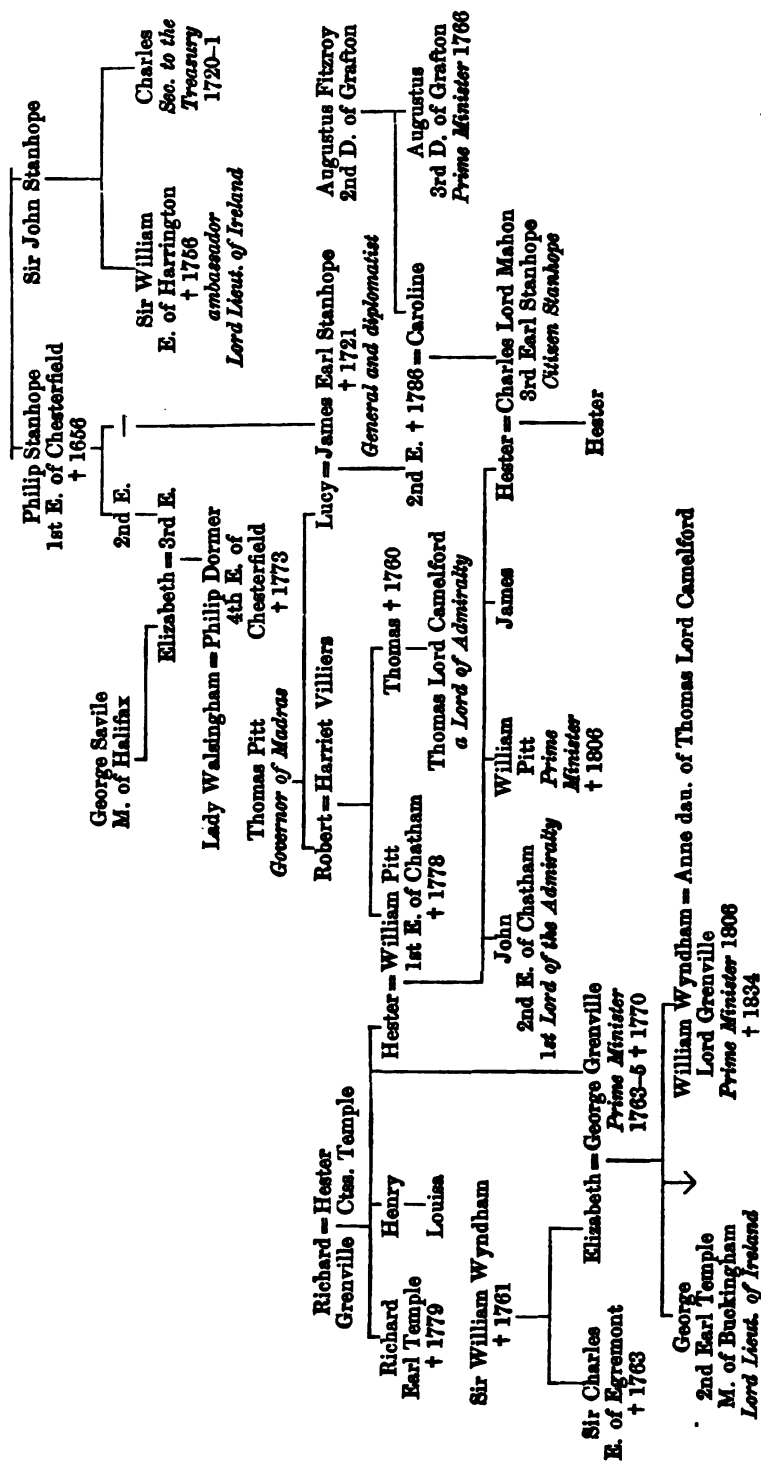 Philip Stanhope
1st E. of Chesterfield
† 1656
Sir John Stanhope
2nd E.
—
Sir William
E. of Harrington
† 1756
ambassador
Lord Lieut. of Ireland
Charles
Sec. to the
Treasury
1720–1
George Savile
M. of Halifax
Elizabeth = 3rd E.
Lady Walsingham = Philip Dormer
4th E. of
Chesterfield
† 1773
Thomas Pitt
Governor of Madras
Robert = Harriet Villiers
Lucy = James Earl Stanhope
† 1721
General and diplomatist
Augustus Fitzroy
2nd D. of Grafton
2nd E. † 1786 = Caroline
Augustus
3rd D. of Grafton
Prime Minister 1766
Richard = Hester
Grenville Ctss. Temple
Hester = William Pitt
1st E. of Chatham
† 1778
Thomas † 1760
Thomas Lord Camelford
a Lord of Admiralty
Richard
Earl Temple
† 1779
Henry
Louisa
John
2nd E. of Chatham
1st Lord of the Admiralty
William
Pitt
Prime
Minister
† 1806
James
Hester = Charles Lord Mahon
3rd Earl Stanhope
Citizen Stanhope
Hester
Sir William Wyndham
† 1761
Sir Charles
E. of Egremont
† 1763
Elizabeth = George Grenville
Prime Minister
1763–5 † 1770
George
2nd Earl Temple
M. of Buckingham
Lord Lieut. of Ireland
William Wyndham = Anne dau. of Thomas Lord Camelford
Lord Grenville
Prime Minister 1806
† 1834